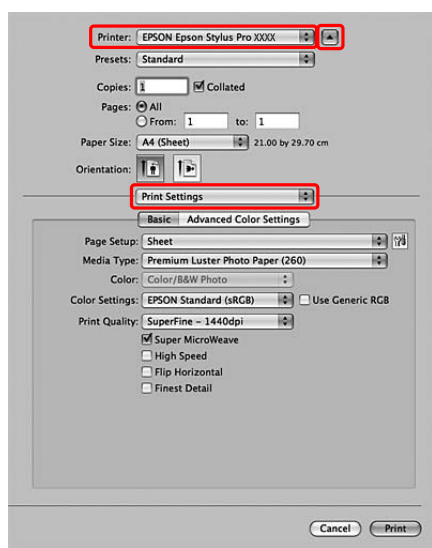 Printer: EPSON Epson Stylus Pro XXXX
Presets: Standard
Copies: 1 Collated
Pages: All
From: 1 to: 1
Paper Size: A4 (Sheet) 21.00 by 29.70 cm
Orientation:
Print Settings
Basic Advanced Color Settings
Page Setup: Sheet
Media Type: Premium Luster Photo Paper (260)
Color: Color/B&W Photo
Color Settings: EPSON Standard (sRGB) Use Generic RGB
Print Quality: SuperFine - 1440dpi
Super MicroWeave
High Speed
Flip Horizontal
Finest Detail
Cancel Print